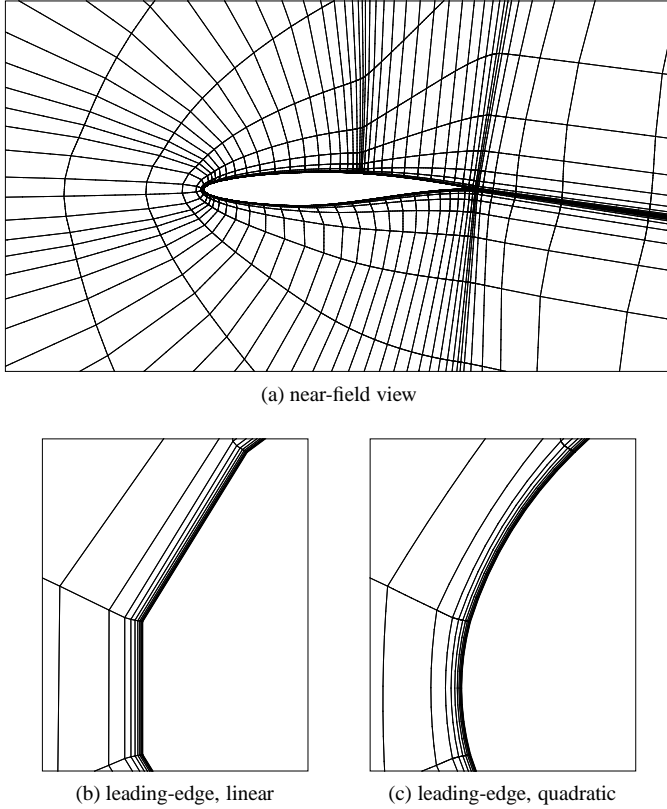 (a) near-field view
(b) leading-edge, linear
(c) leading-edge, quadratic